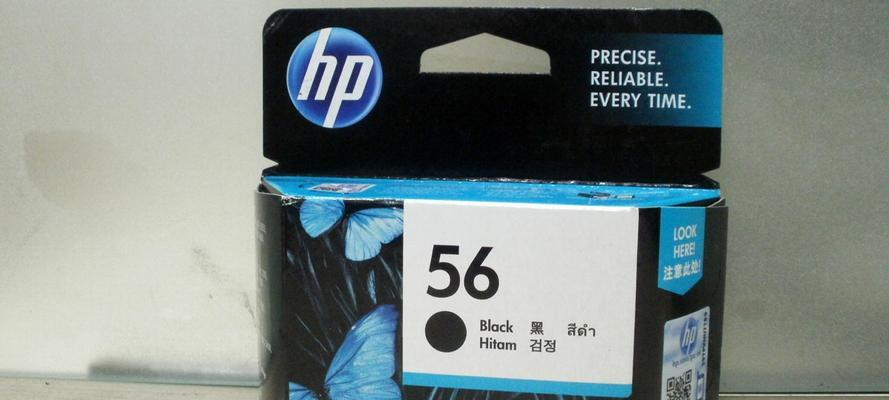 hp
PRECISE.
RELIABLE.
EVERY TIME.
LOOK
HERE!
注意此处!
56
Black 黑 สีดำ
Hitam 검정
hp